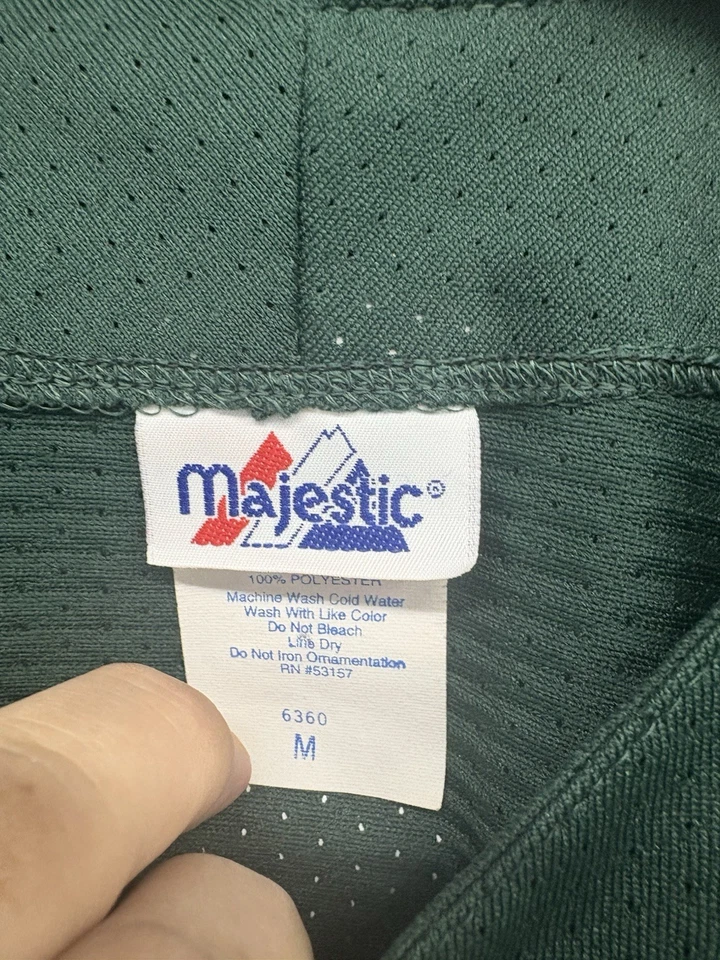 Majestic®
100% POLYESTER
Machine Wash Cold Water
Wash With Like Color
Do Not Bleach
Line Dry
Do Not Iron Ornamentation
RN #53157
6360
M